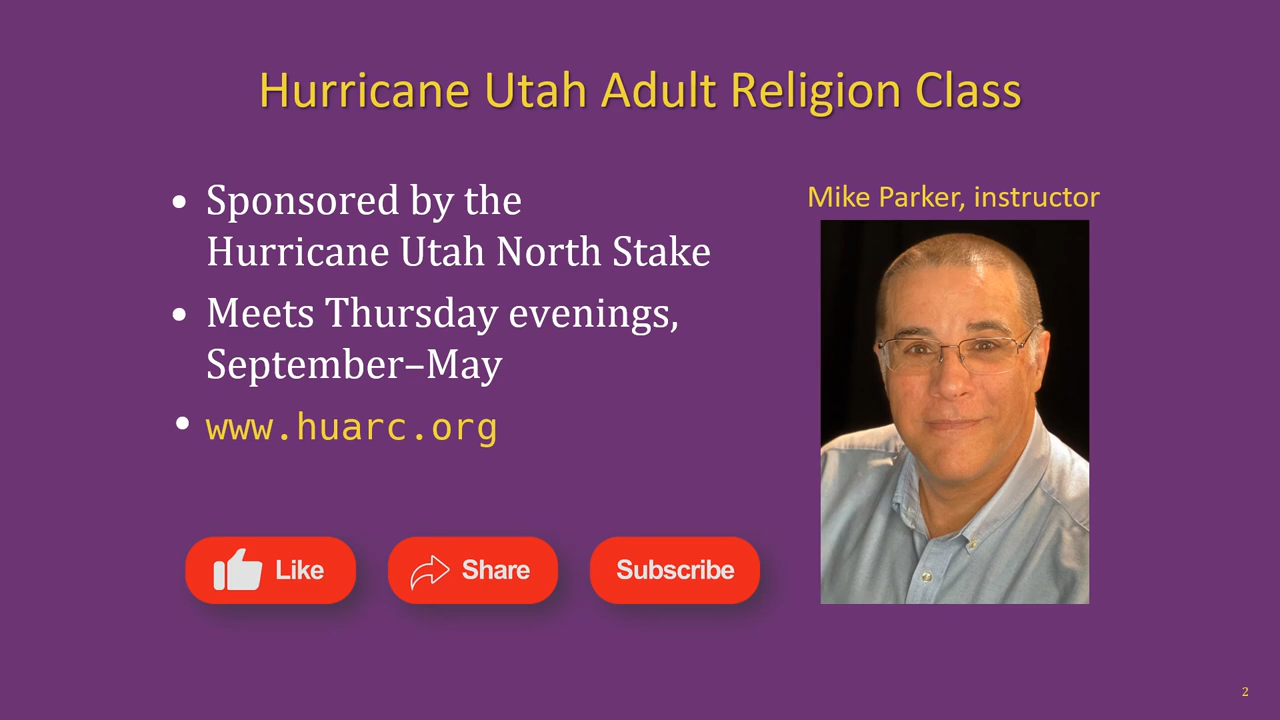 Hurricane Utah Adult Religion Class
• Sponsored by the
Hurricane Utah North Stake
• Meets Thursday evenings,
September–May
• www.huarc.org
Mike Parker, instructor
Like
Share
Subscribe
2